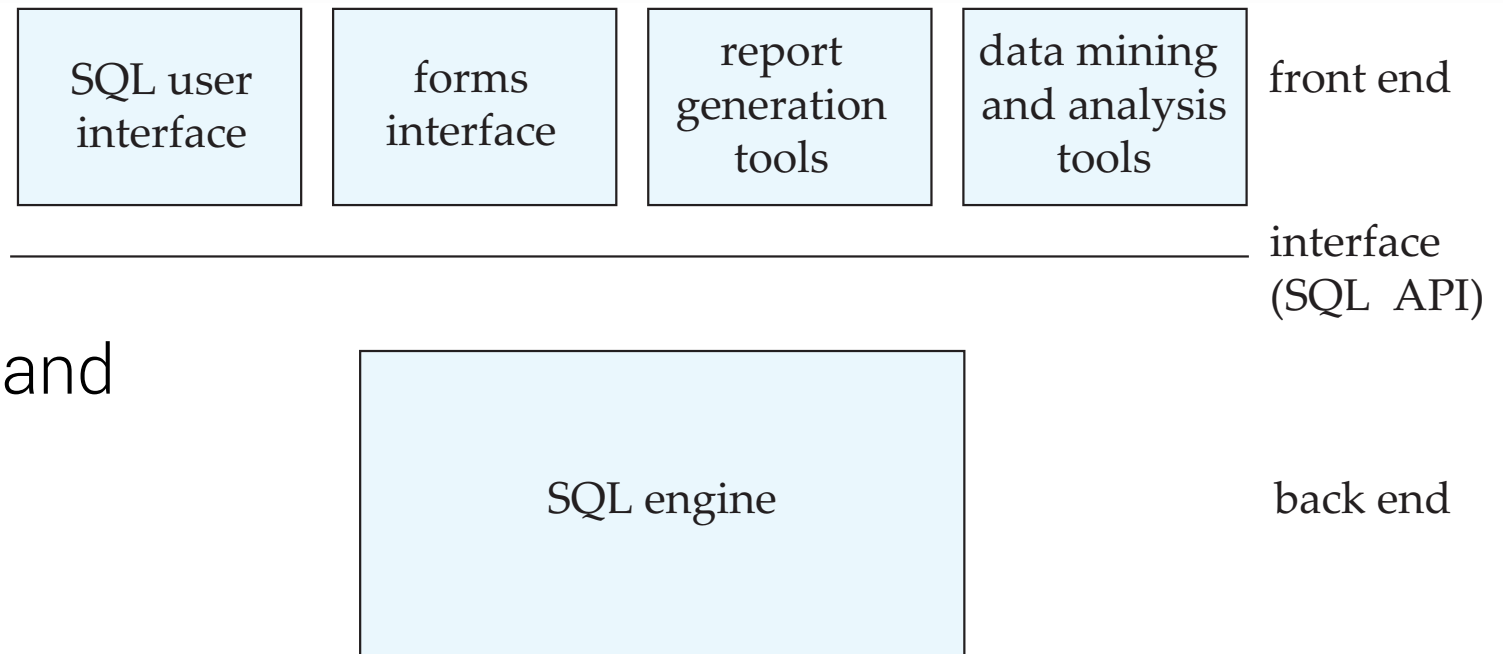 SQL user
interface
forms
interface
report
generation
tools
data mining
and analysis
tools
front end
interface
(SQL API)
and
SQL engine
back end